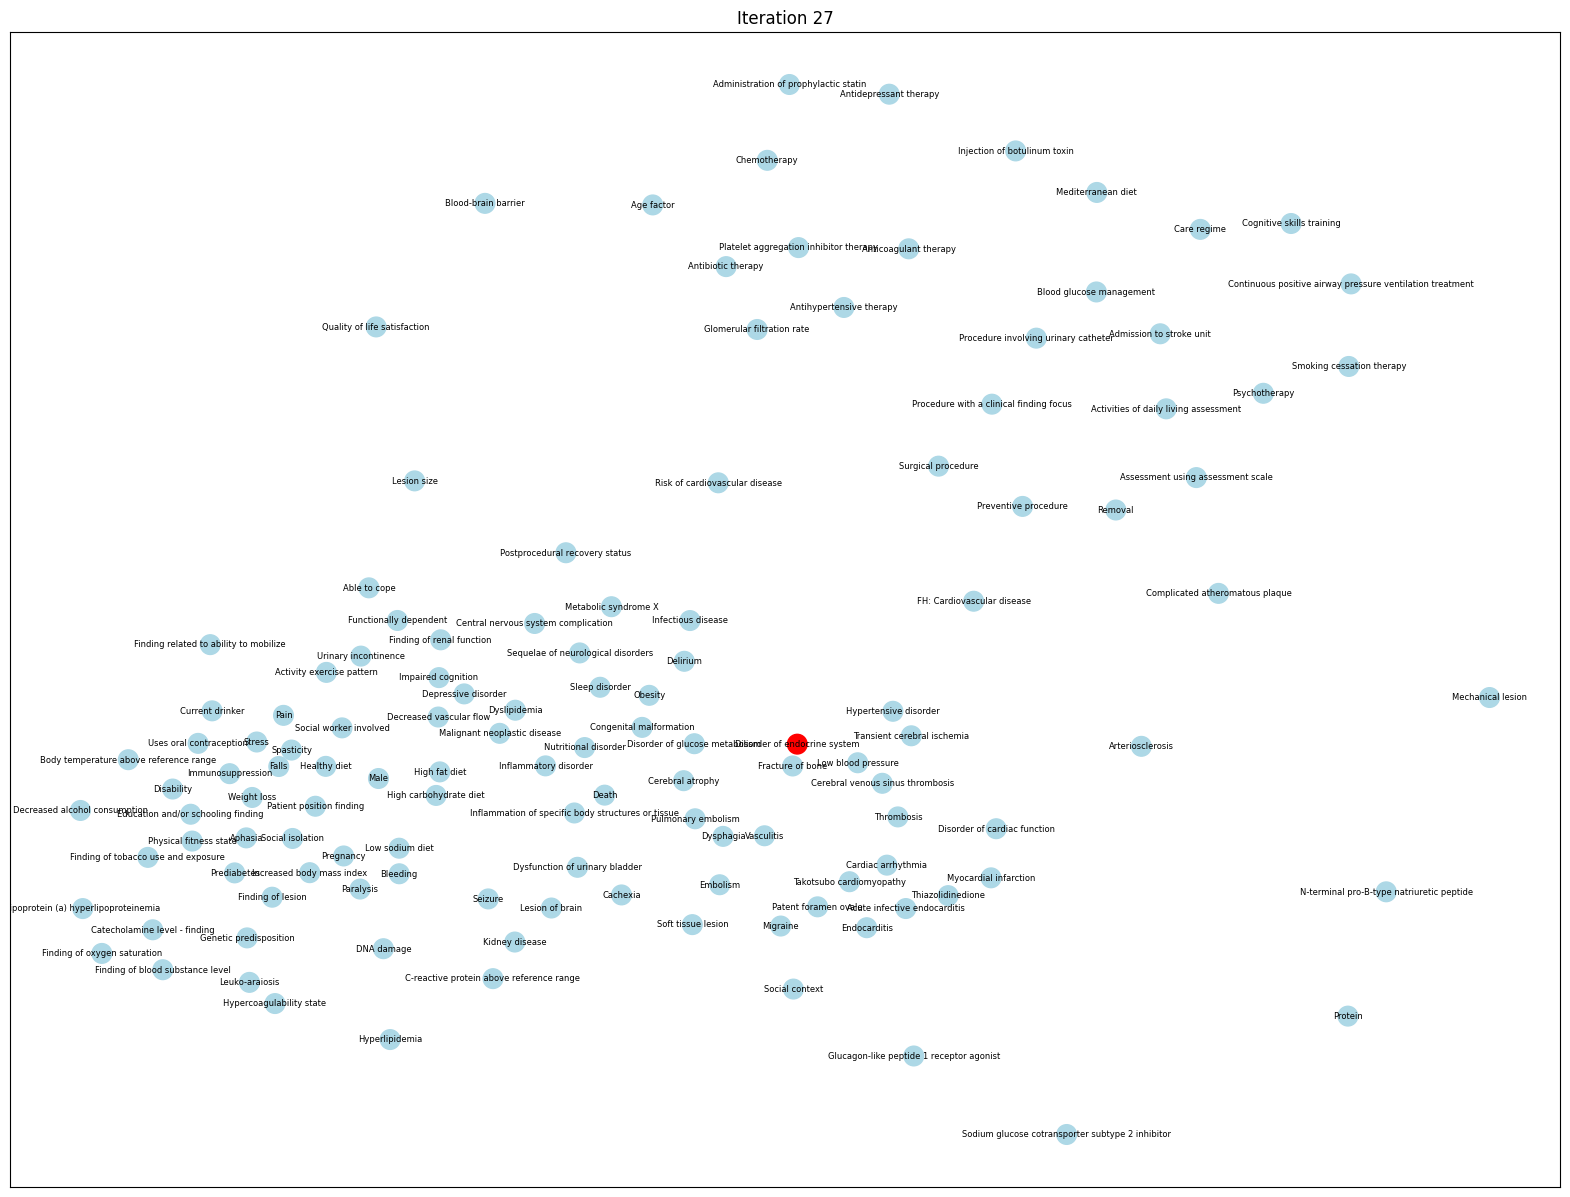 Iteration 27
Administration of prophylactic statin
Antidepressant therapy
Injection of botulinum toxin
Chemotherapy
Mediterranean diet
Blood-brain barrier
Age factor
Cognitive skills training
Care regime
Platelet aggregation inhibitor therapy
Anticoagulant therapy
Antibiotic therapy
Continuous positive airway pressure ventilation treatment
Blood glucose management
Antihypertensive therapy
Quality of life satisfaction
Glomerular filtration rate
Admission to stroke unit
Procedure involving urinary catheter
Smoking cessation therapy
Psychotherapy
Procedure with a clinical finding focus
Activities of daily living assessment
Surgical procedure
Assessment using assessment scale
Lesion size
Risk of cardiovascular disease
Preventive procedure
Removal
Postprocedural recovery status
Able to cope
Complicated atheromatous plaque
FH: Cardiovascular disease
Metabolic syndrome X
Functionally dependent
Infectious disease
Central nervous system complication
Finding of renal function
Finding related to ability to mobilize
Sequelae of neurological disorders
Urinary incontinence
Delirium
Activity exercise pattern
Impaired cognition
Sleep disorder
Depressive disorder
Obesity
Mechanical lesion
Current drinker
Dyslipidemia
Hypertensive disorder
Pain
Decreased vascular flow
Social worker involved
Congenital malformation
Malignant neoplastic disease
Transient cerebral ischemia
Uses oral contraception
Stress
Disorder of glucose metabolism
Disorder of endocrine system
Arteriosclerosis
Nutritional disorder
Spasticity
Body temperature above reference range
Low blood pressure
Falls
Healthy diet
Inflammatory disorder
Fracture of bone
Immunosuppression
High fat diet
Male
Cerebral atrophy
Cerebral venous sinus thrombosis
Disability
Weight loss
High carbohydrate diet
Death
Patient position finding
Decreased alcohol consumption
Education and/or schooling finding
Inflammation of specific body structures or tissue
Thrombosis
Pulmonary embolism
Disorder of cardiac function
Dysphagia
Vasculitis
Aphasia
Social isolation
Physical fitness state
Low sodium diet
Pregnancy
Finding of tobacco use and exposure
Cardiac arrhythmia
Dysfunction of urinary bladder
Prediabetes
Increased body mass index
Bleeding
Myocardial infarction
Takotsubo cardiomyopathy
Embolism
Paralysis
N-terminal pro-B-type natriuretic peptide
Cachexia
Thiazolidinedione
Finding of lesion
Seizure
Patent foramen ovale
Lesion of brain
Acute infective endocarditis
poprotein (a) hyperlipoproteinemia
Soft tissue lesion
Migraine
Endocarditis
Catecholamine level - finding
Genetic predisposition
Kidney disease
DNA damage
Finding of oxygen saturation
Finding of blood substance level
C-reactive protein above reference range
Leuko-araiosis
Social context
Hypercoagulability state
Protein
Hyperlipidemia
Glucagon-like peptide 1 receptor agonist
Sodium glucose cotransporter subtype 2 inhibitor